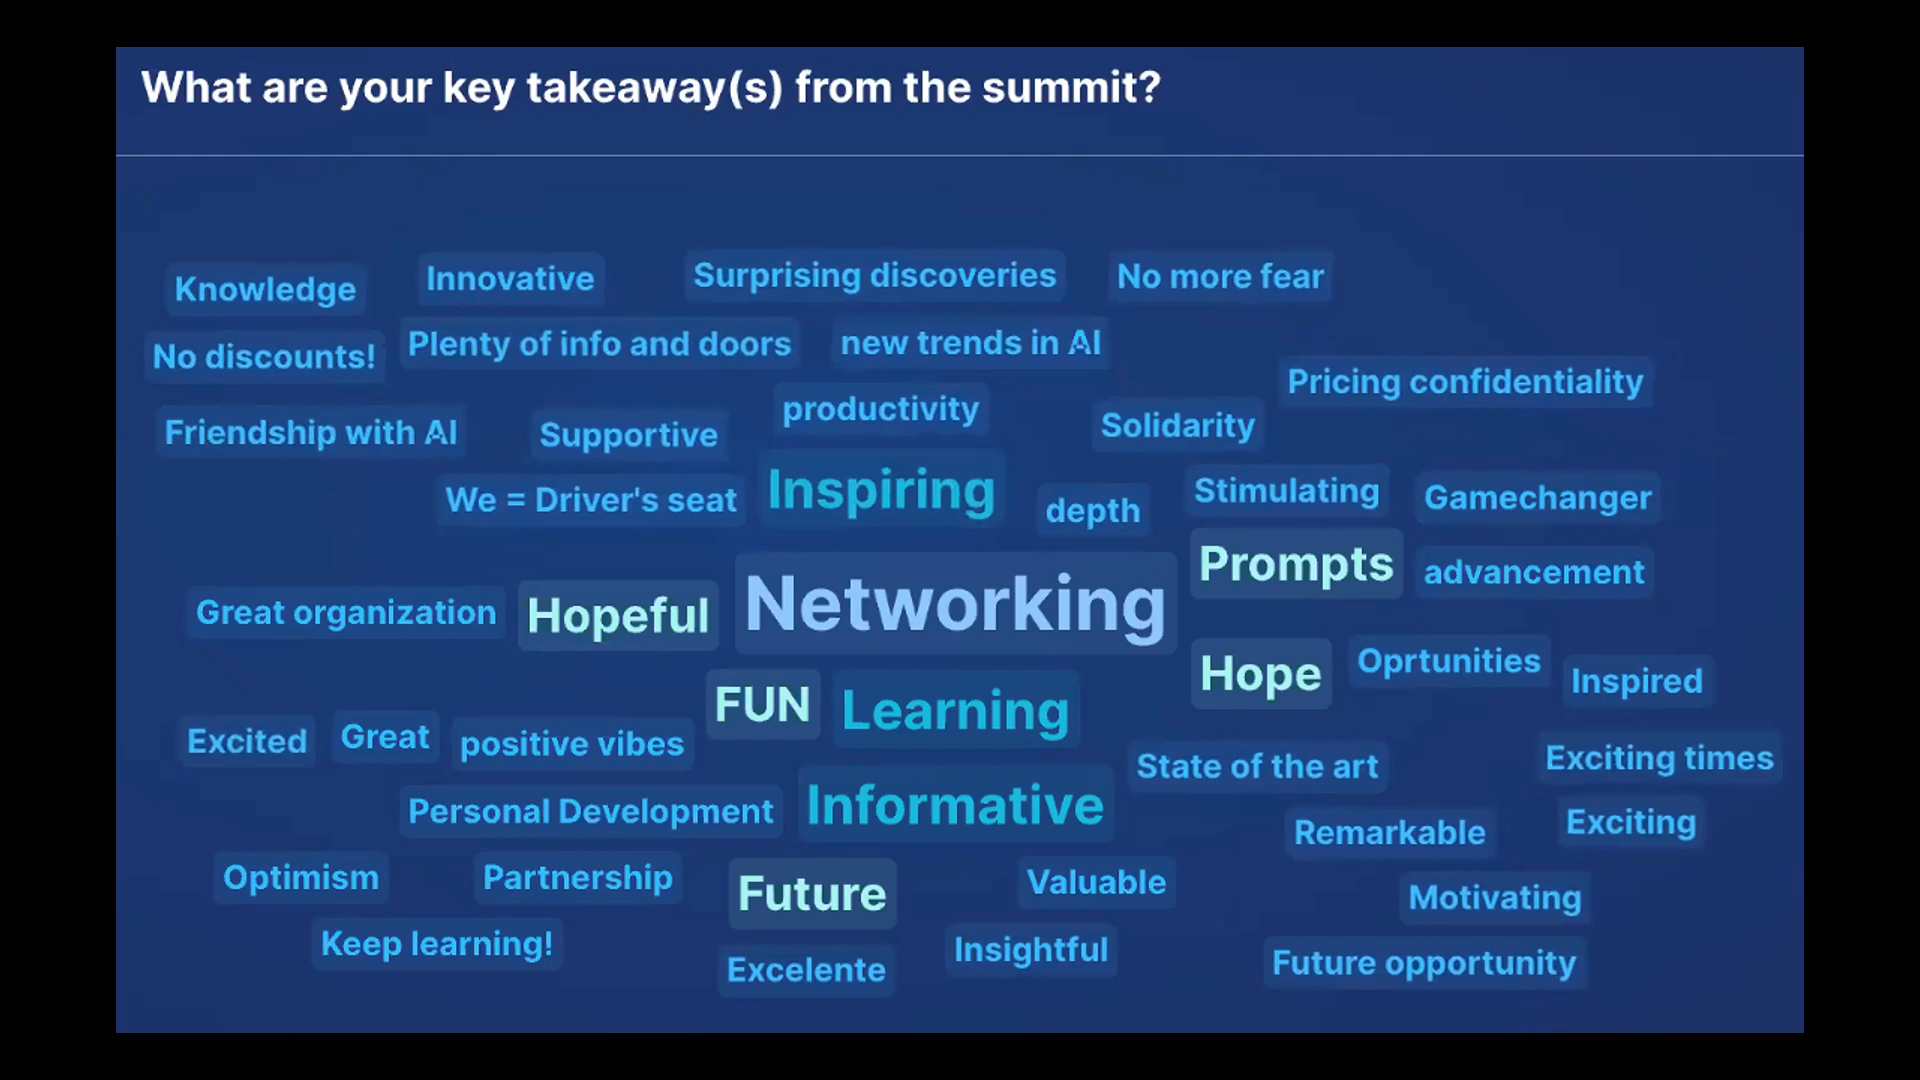 What are your key takeaway(s) from the summit?
Knowledge
Innovative
Surprising discoveries
No more fear
No discounts!
Plenty of info and doors
new trends in AI
Pricing confidentiality
Friendship with AI
Supportive
productivity
Solidarity
We = Driver's seat
Inspiring
depth
Stimulating
Gamechanger
Prompts
advancement
Great organization
Hopeful
Networking
Hope
Oprtunities
Inspired
FUN
Learning
Excited
Great
positive vibes
State of the art
Exciting times
Personal Development
Informative
Remarkable
Exciting
Optimism
Partnership
Future
Valuable
Motivating
Keep learning!
Excelente
Insightful
Future opportunity